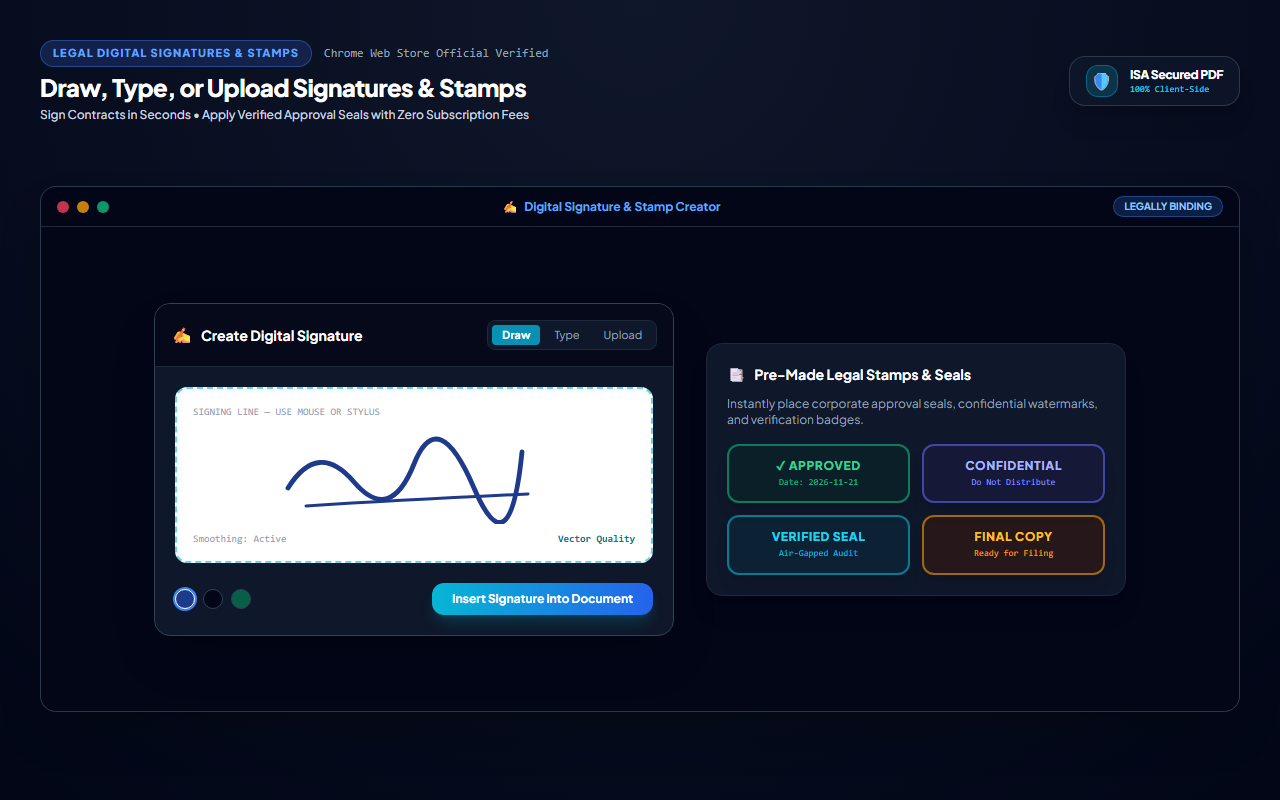 LEGAL DIGITAL SIGNATURES & STAMPS
Chrome Web Store Official Verified
Draw, Type, or Upload Signatures & Stamps
Sign Contracts in Seconds • Apply Verified Approval Seals with Zero Subscription Fees
ISA Secured PDF
100% Client-Side
✍️ Digital Signature & Stamp Creator
LEGALLY BINDING
✍️ Create Digital Signature
Draw
Type
Upload
SIGNING LINE — USE MOUSE OR STYLUS
Smoothing: Active
Vector Quality
Insert Signature into Document
Pre-Made Legal Stamps & Seals
Instantly place corporate approval seals, confidential watermarks,
and verification badges.
✓ APPROVED
Date: 2026-11-21
CONFIDENTIAL
Do Not Distribute
VERIFIED SEAL
Air-Gapped Audit
FINAL COPY
Ready for Filing